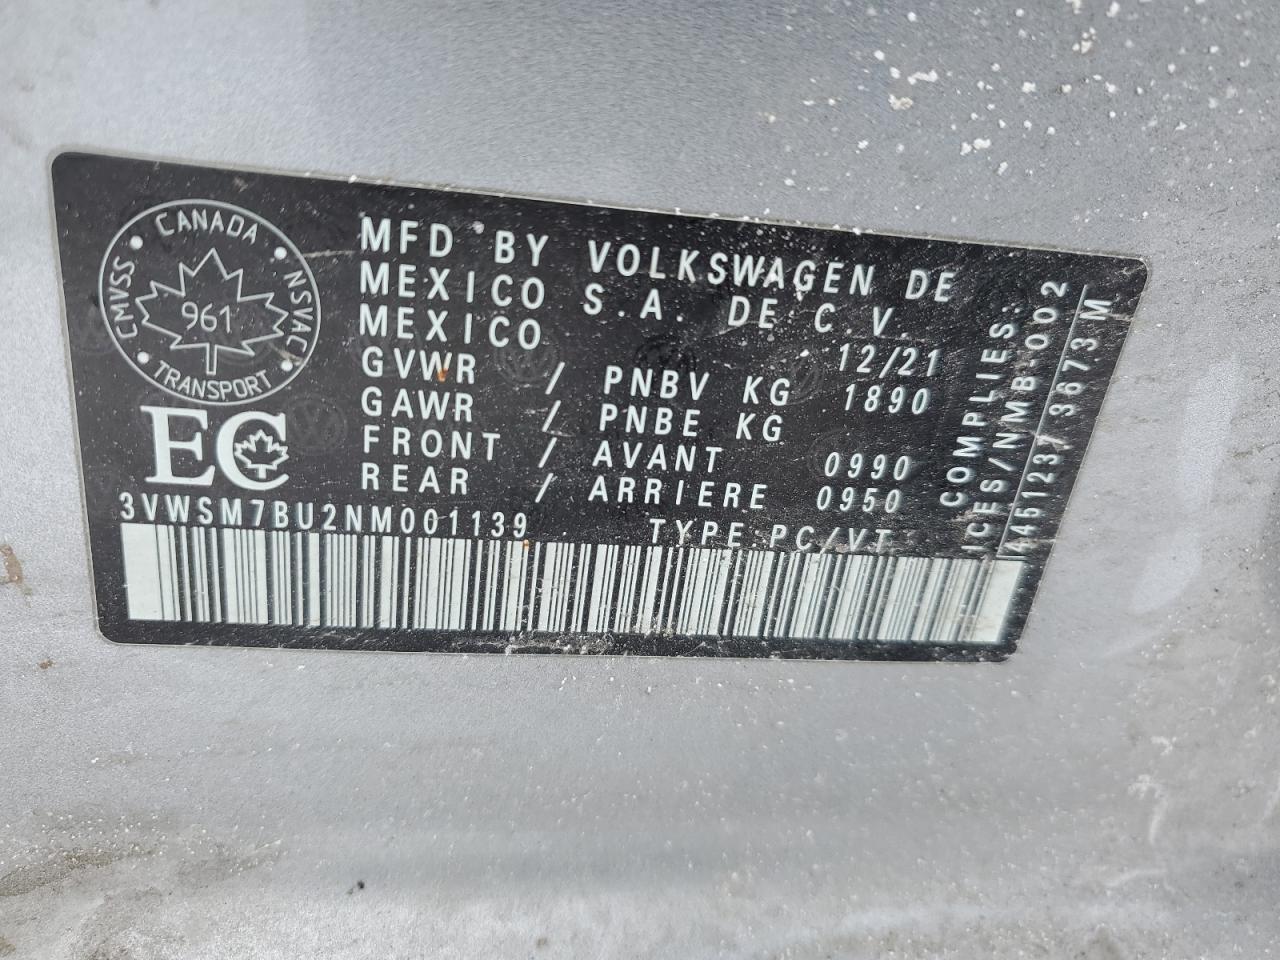 CANADA
CMVSS
NSVAC
961
TRANSPORT
EC
MFD BY VOLKSWAGEN DE
MEXICO S.A. DE C.V.
MEXICO 12/21
GVWR / PNBV KG 1890
GAWR / PNBE KG
FRONT / AVANT 0990
REAR / ARRIERE 0950
3VWSM7BU2NM001139 TYPE:PC/VT
COMPLIES:
ICES/NMB-002
4451237 3673 M